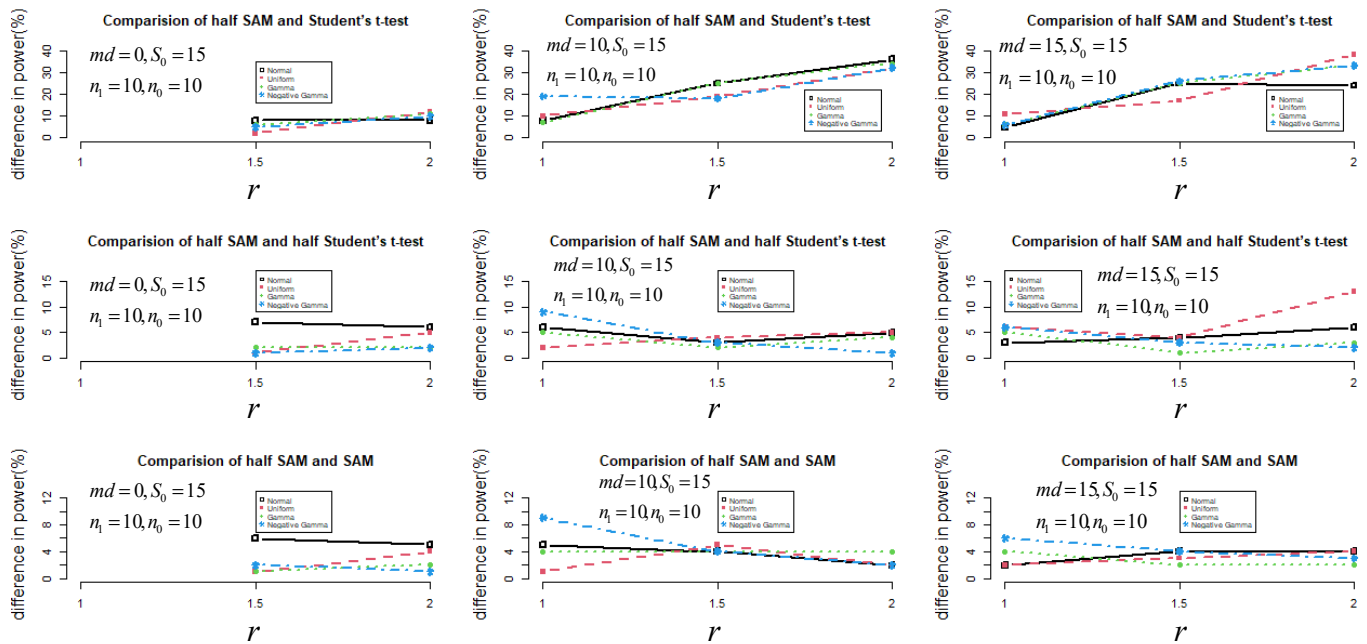 Comparision of half SAM and Student's t-test
md = 0, S₀ = 15
n₁ = 10, n₀ = 10
Normal
Uniform
Gamma
Negative Gamma
difference in power(%)
0
10
20
30
40
1
1.5
2
r
Comparision of half SAM and Student's t-test
md = 10, S₀ = 15
n₁ = 10, n₀ = 10
Normal
Uniform
Gamma
Negative Gamma
difference in power(%)
0
10
20
30
40
1
1.5
2
r
Comparision of half SAM and Student's t-test
md = 15, S₀ = 15
n₁ = 10, n₀ = 10
Normal
Uniform
Gamma
Negative Gamma
difference in power(%)
0
10
20
30
40
1
1.5
2
r
Comparision of half SAM and half Student's t-test
md = 0, S₀ = 15
n₁ = 10, n₀ = 10
Normal
Uniform
Gamma
Negative Gamma
difference in power(%)
0
5
10
15
1
1.5
2
r
Comparision of half SAM and half Student's t-test
md = 10, S₀ = 15
n₁ = 10, n₀ = 10
Normal
Uniform
Gamma
Negative Gamma
difference in power(%)
0
5
10
15
1
1.5
2
r
Comparision of half SAM and half Student's t-test
md = 15, S₀ = 15
n₁ = 10, n₀ = 10
Normal
Uniform
Gamma
Negative Gamma
difference in power(%)
0
5
10
15
1
1.5
2
r
Comparision of half SAM and SAM
md = 0, S₀ = 15
n₁ = 10, n₀ = 10
Normal
Uniform
Gamma
Negative Gamma
difference in power(%)
0
2
4
6
8
12
1
1.5
2
r
Comparision of half SAM and SAM
md = 10, S₀ = 15
n₁ = 10, n₀ = 10
Normal
Uniform
Gamma
Negative Gamma
difference in power(%)
0
2
4
6
8
12
1
1.5
2
r
Comparision of half SAM and SAM
md = 15, S₀ = 15
n₁ = 10, n₀ = 10
Normal
Uniform
Gamma
Negative Gamma
difference in power(%)
0
2
4
6
8
12
1
1.5
2
r